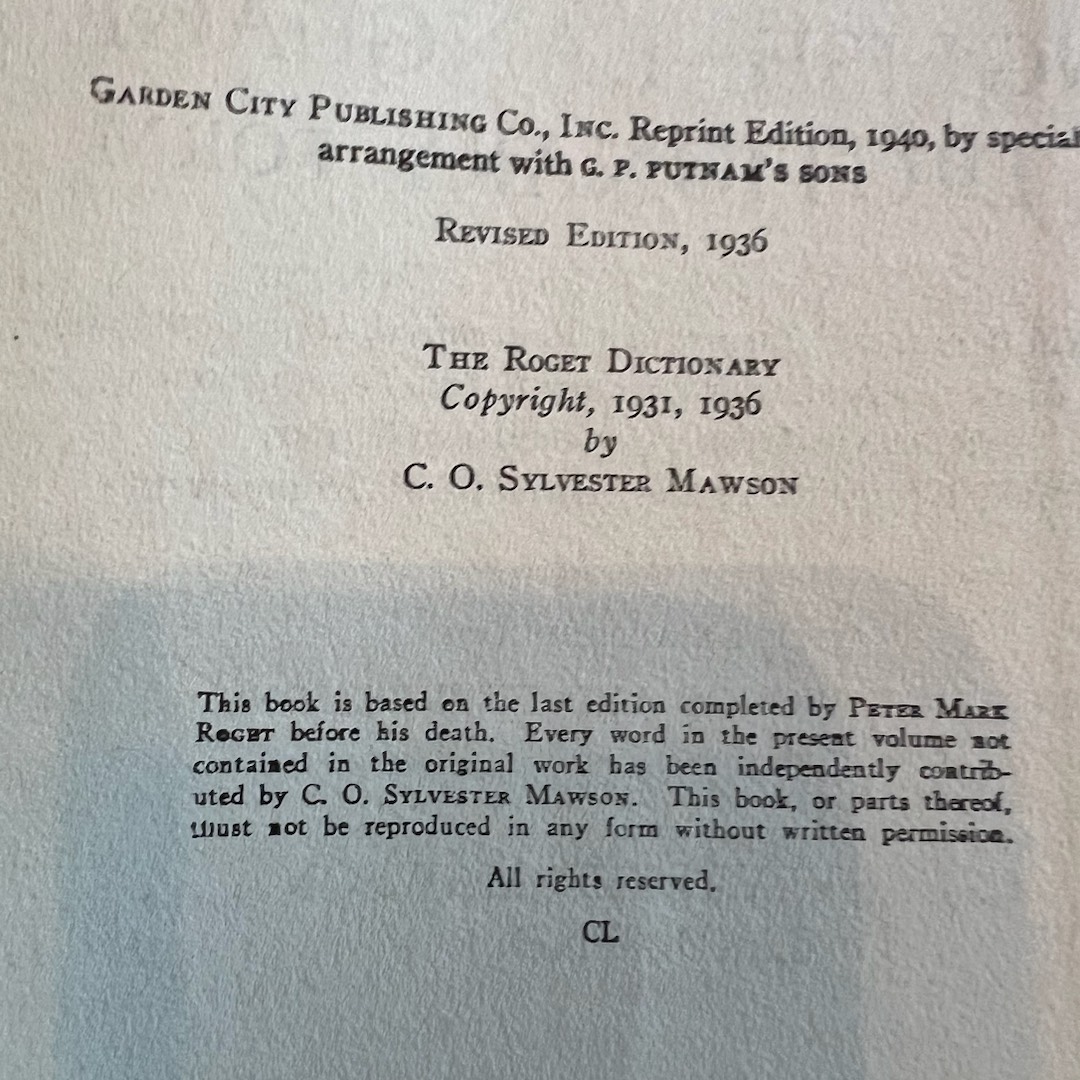 GARDEN CITY PUBLISHING CO., INC. Reprint Edition, 1940, by special
arrangement with G. P. PUTNAM'S SONS
REVISED EDITION, 1936
THE ROGET DICTIONARY
Copyright, 1931, 1936
by
C. O. SYLVESTER MAWSON
This book is based on the last edition completed by PETER MARK
ROGET before his death. Every word in the present volume not
contained in the original work has been independently contrib-
uted by C. O. SYLVESTER MAWSON. This book, or parts thereof,
must not be reproduced in any form without written permission.
All rights reserved.
CL